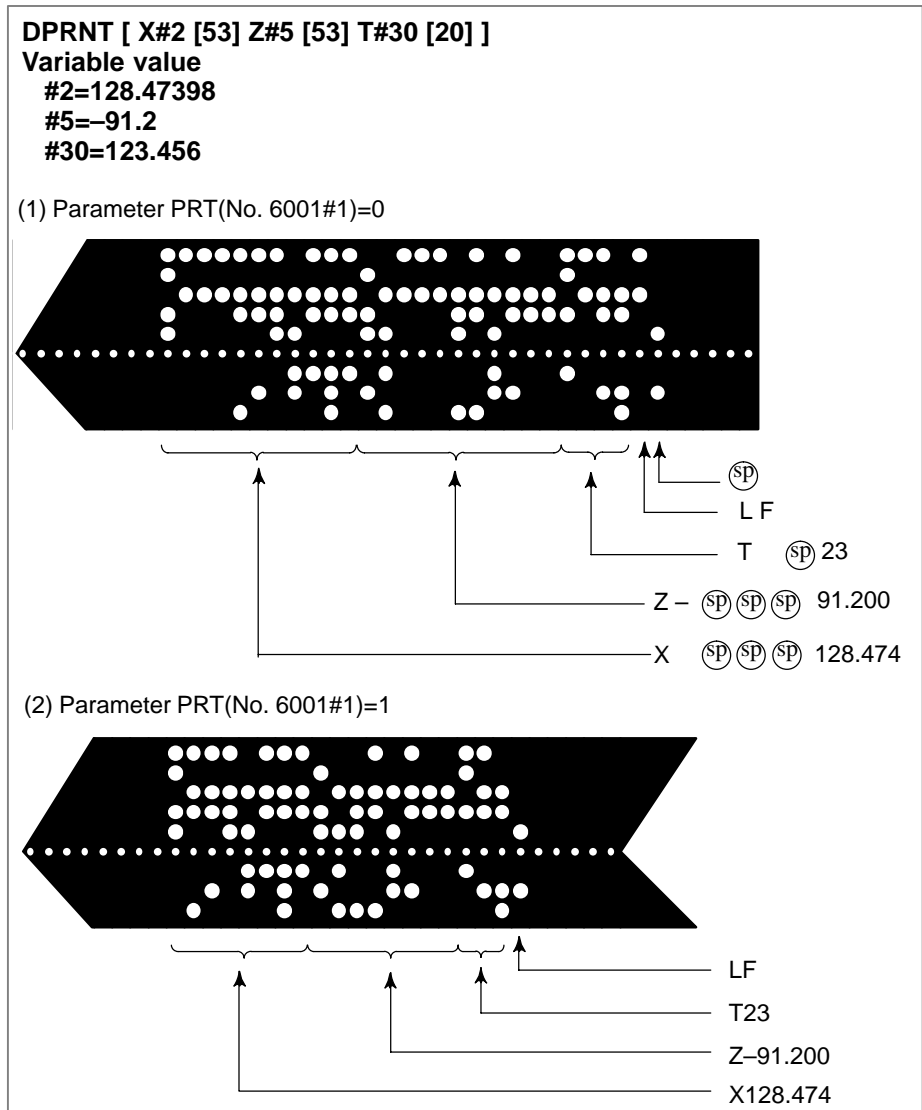 DPRNT [ X#2 [53] Z#5 [53] T#30 [20] ]
Variable value
#2=128.47398
#5=–91.2
#30=123.456
(1) Parameter PRT(No. 6001#1)=0
sp
L F
T sp 23
Z – sp sp sp 91.200
X sp sp sp 128.474
(2) Parameter PRT(No. 6001#1)=1
LF
T23
Z–91.200
X128.474